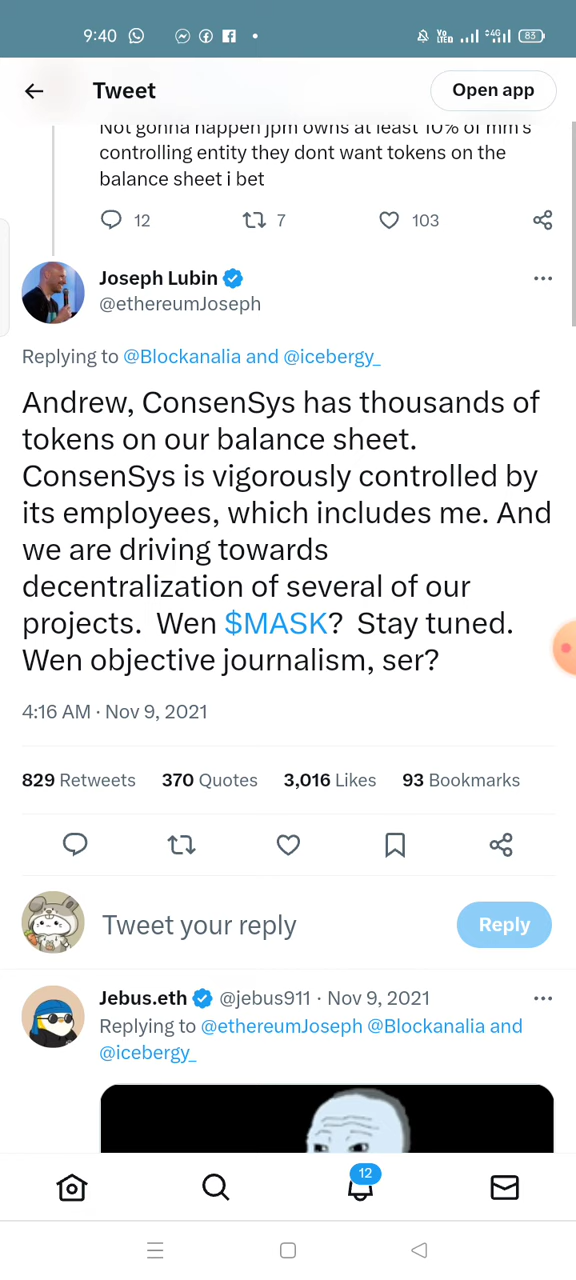 9:40
Vo
LTE
4G
83
Tweet
Open app
Not gonna happen jpm owns at least 10% of mm's
controlling entity they dont want tokens on the
balance sheet i bet
12
7
103
Joseph Lubin
@ethereumJoseph
Replying to @Blockanalia and @icebergy_
Andrew, ConsenSys has thousands of
tokens on our balance sheet.
ConsenSys is vigorously controlled by
its employees, which includes me. And
we are driving towards
decentralization of several of our
projects.  Wen $MASK?  Stay tuned.
Wen objective journalism, ser?
4:16 AM · Nov 9, 2021
829 Retweets 370 Quotes 3,016 Likes 93 Bookmarks
Tweet your reply
Reply
Jebus.eth @jebus911 · Nov 9, 2021
Replying to @ethereumJoseph @Blockanalia and
@icebergy_
12